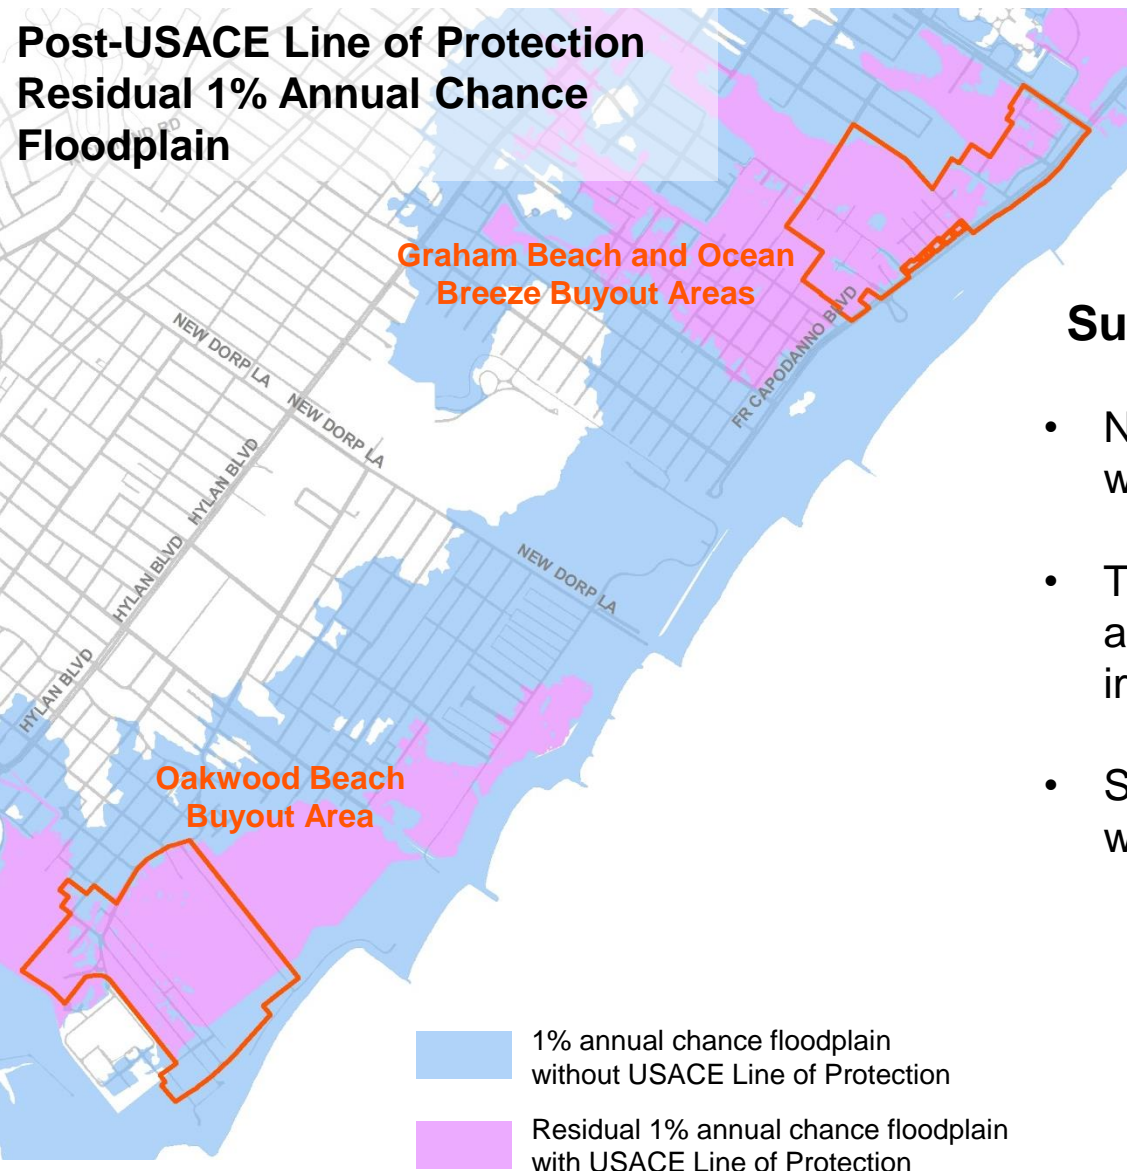 Post-USACE Line of Protection
Residual 1% Annual Chance
Floodplain
Graham Beach and Ocean
Breeze Buyout Areas
NEW DORP LA
NEW DORP LA
HYLAN BLVD
FR CAPODANNO BLVD
HYLAN BLVD
NEW DORP LA
HYLAN BLVD
Oakwood Beach
Buyout Area
1% annual chance floodplain
without USACE Line of Protection
Residual 1% annual chance floodplain
with USACE Line of Protection